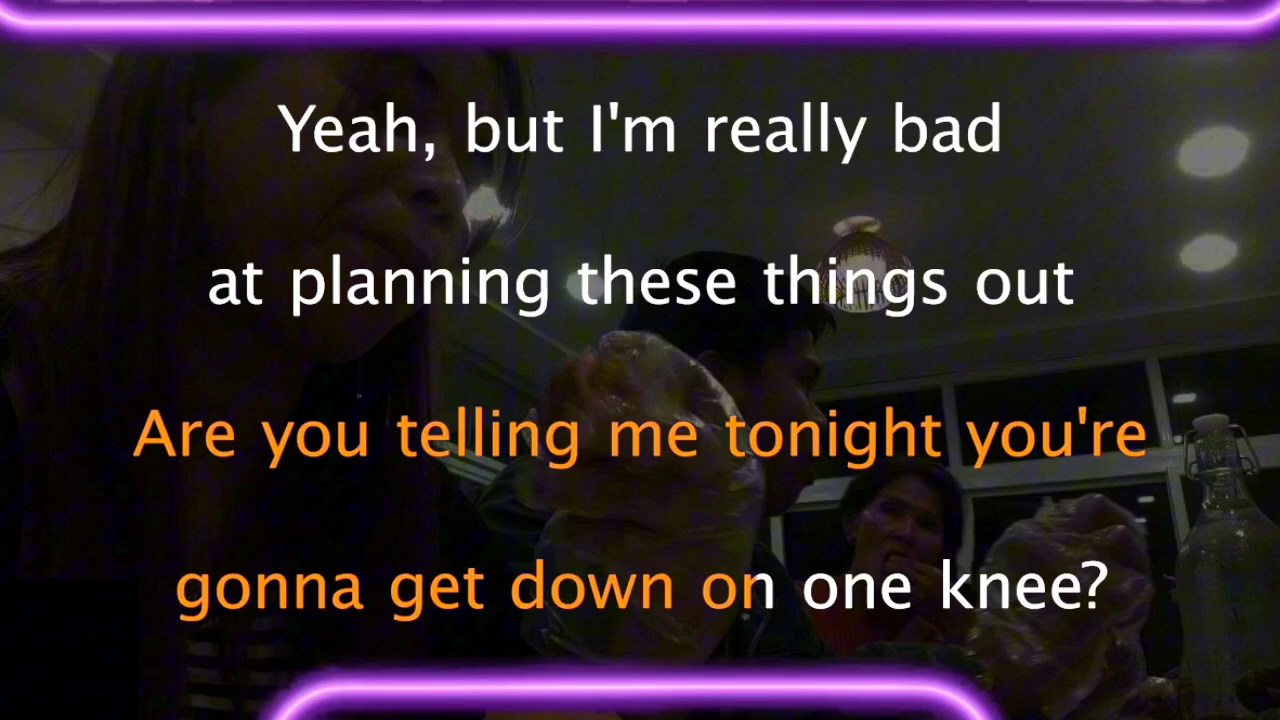 Yeah, but I'm really bad
at planning these things out
Are you telling me tonight you're
gonna get down on one knee?